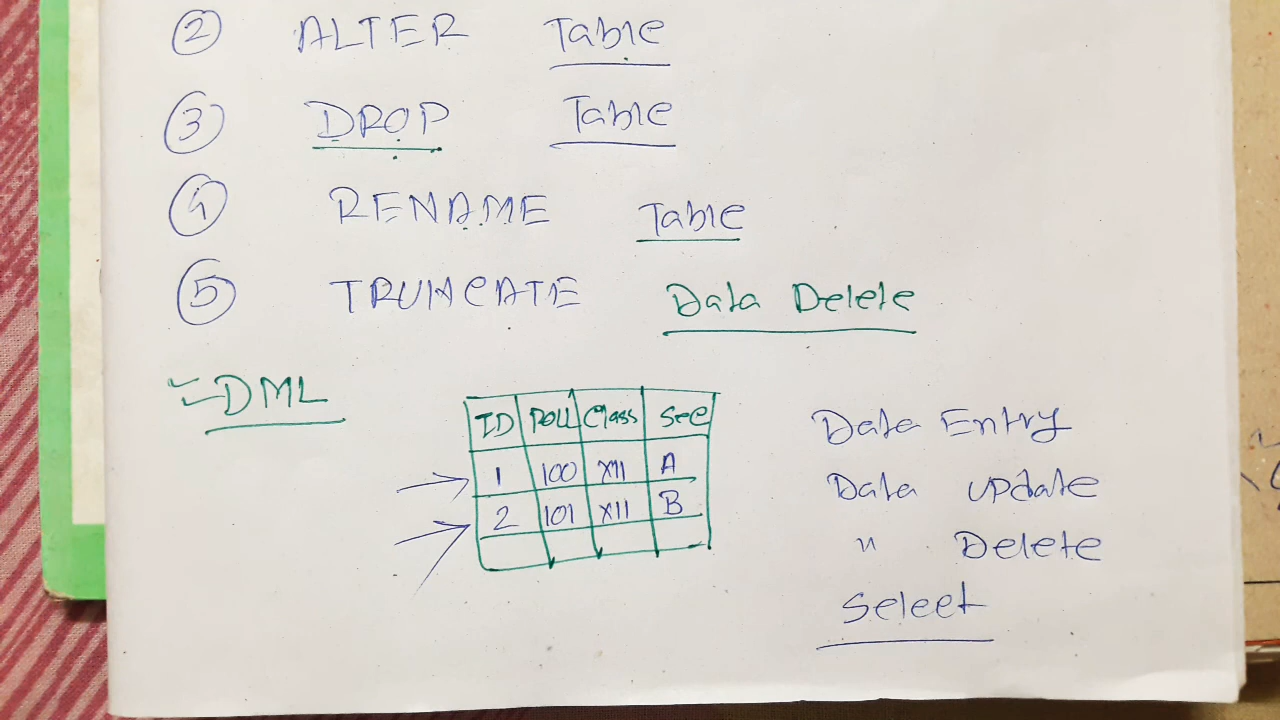 ② ALTER Table
③ DROP Table
④ RENAME Table
⑤ TRUNCATE Data Delete
DML
ID Roll Class Sec
1 100 XII A
2 101 XII B
Data Entry
Data update
" Delete
Select